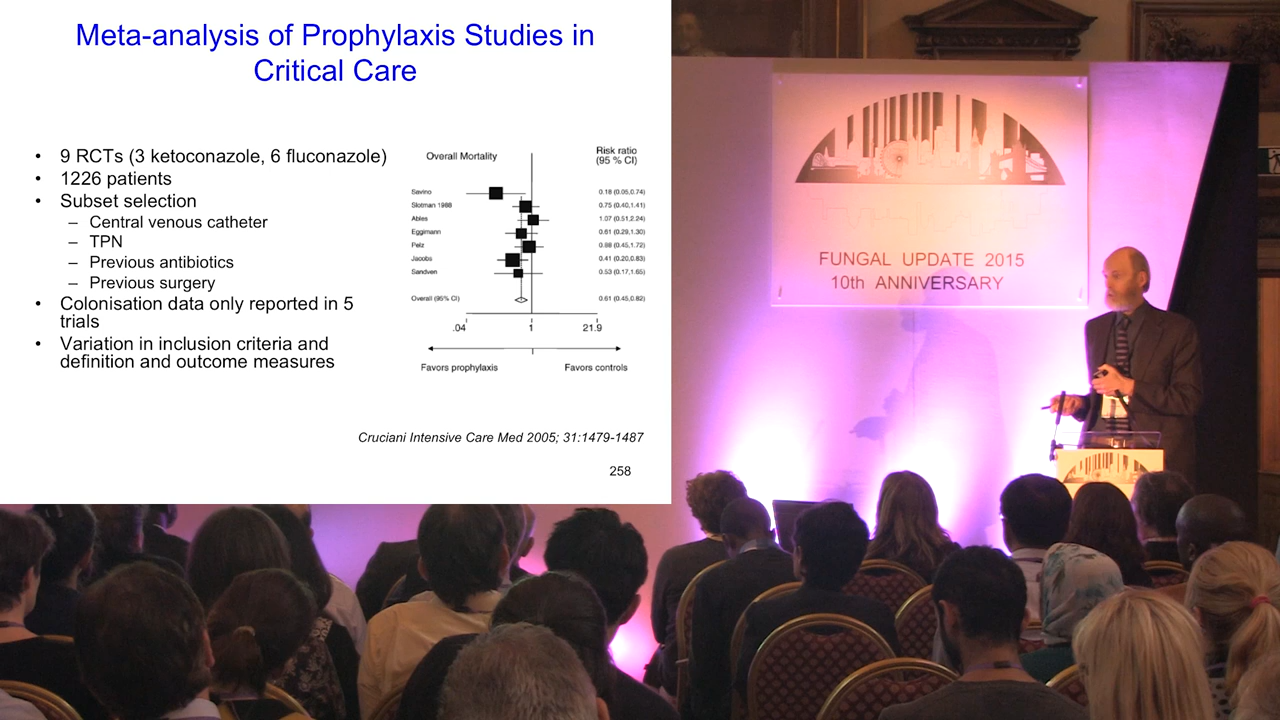 Meta-analysis of Prophylaxis Studies in
Critical Care
• 9 RCTs (3 ketoconazole, 6 fluconazole)
• 1226 patients
• Subset selection
– Central venous catheter
– TPN
– Previous antibiotics
– Previous surgery
• Colonisation data only reported in 5
trials
• Variation in inclusion criteria and
definition and outcome measures
Overall Mortality
Risk ratio
(95 % CI)
Savino 0.18 (0.05,0.74)
Slotman 1988 0.75 (0.40,1.41)
Ables 1.07 (0.51,2.24)
Eggimann 0.61 (0.29,1.30)
Pelz 0.88 (0.45,1.72)
Jacobs 0.41 (0.20,0.83)
Sandven 0.53 (0.17,1.65)
Overall (95% CI) 0.61 (0.45,0.82)
.04 1 21.9
Favors prophylaxis Favors controls
Cruciani Intensive Care Med 2005; 31:1479-1487
258
FUNGAL UPDATE 2015
10th ANNIVERSARY